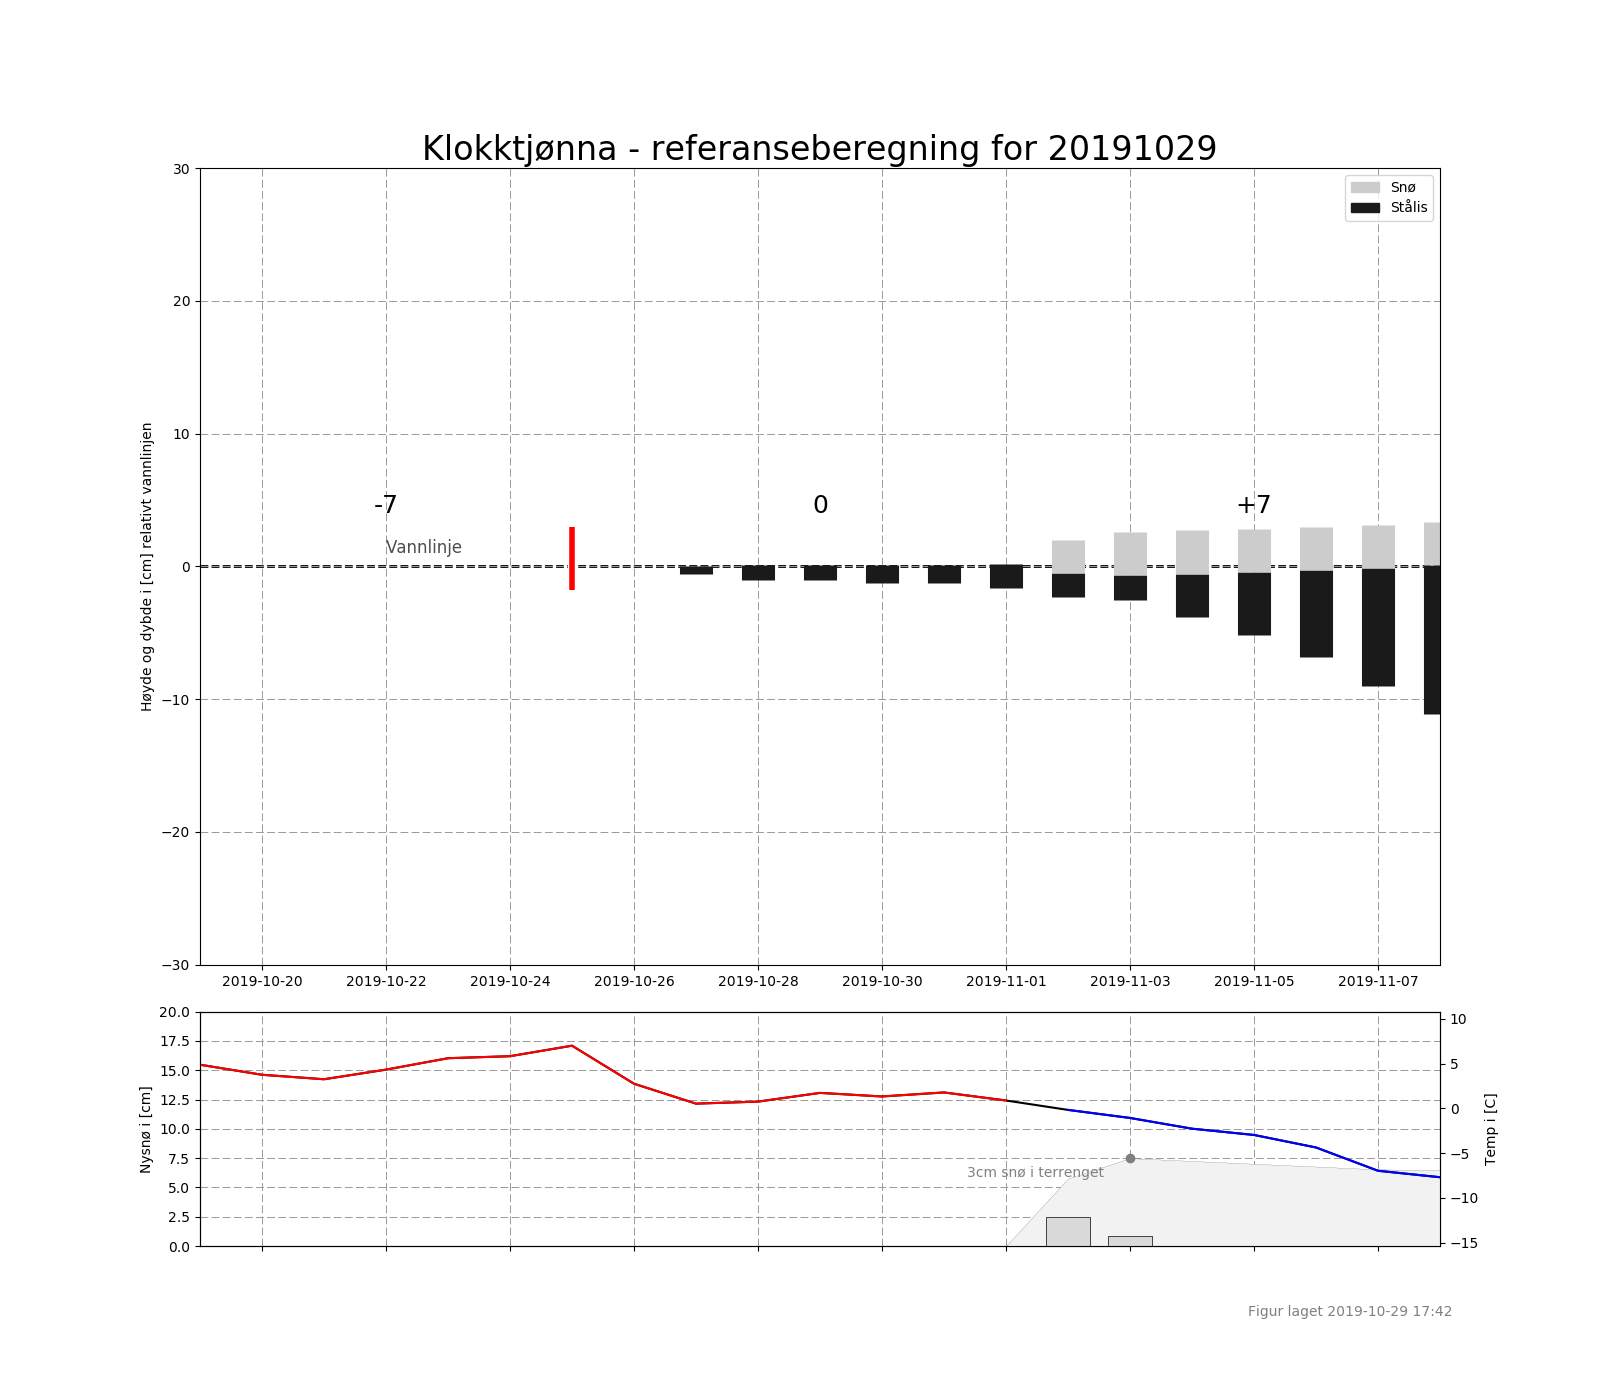 Klokktjønna - referanseberegning for 20191029
Snø
Stålis
30
20
10
0
−10
−20
−30
Høyde og dybde i [cm] relativt vannlinjen
-7
0
+7
Vannlinje
2019-10-20 2019-10-22 2019-10-24 2019-10-26 2019-10-28 2019-10-30 2019-11-01 2019-11-03 2019-11-05 2019-11-07
20.0
17.5
15.0
12.5
10.0
7.5
5.0
2.5
0.0
Nysnø i [cm]
3cm snø i terrenget
10
5
0
−5
−10
−15
Temp i [C]
Figur laget 2019-10-29 17:42